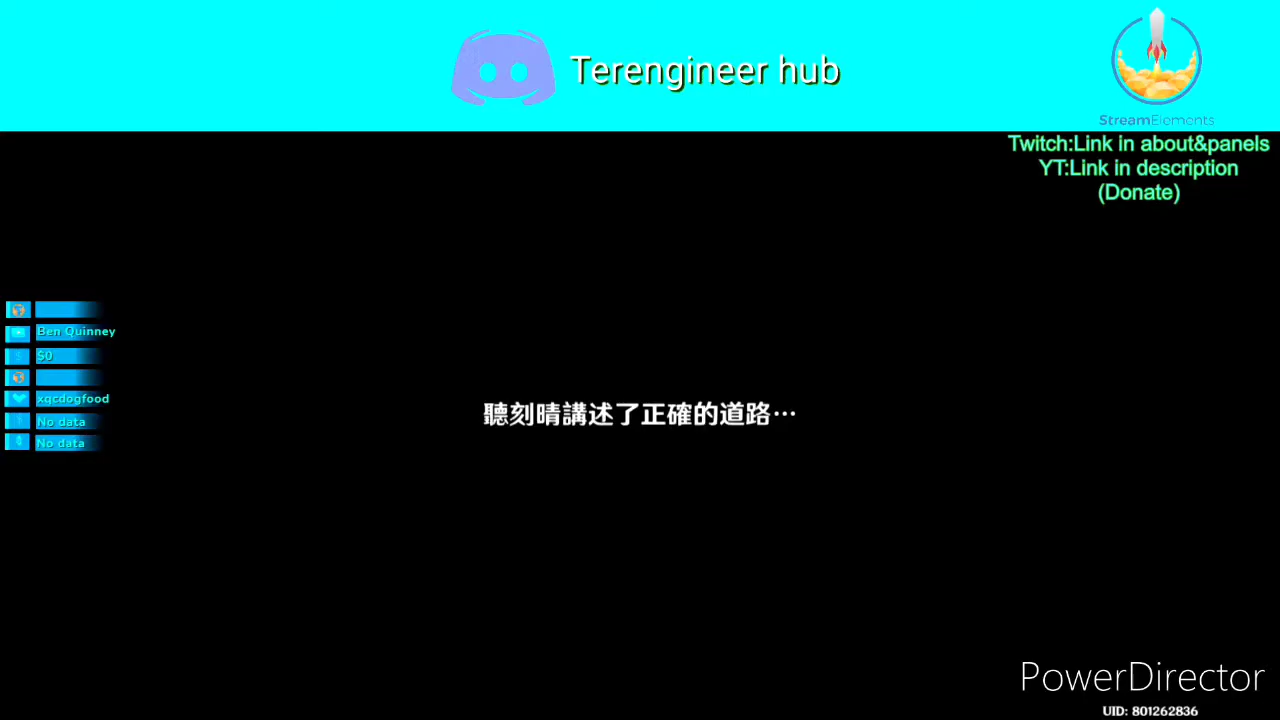 Terengineer hub
StreamElements
Twitch:Link in about&panels
YT:Link in description
(Donate)
Ben Quinney
$0
xqcdogfood
No data
No data
聽刻晴講述了正確的道路…
PowerDirector
UID: 801262836